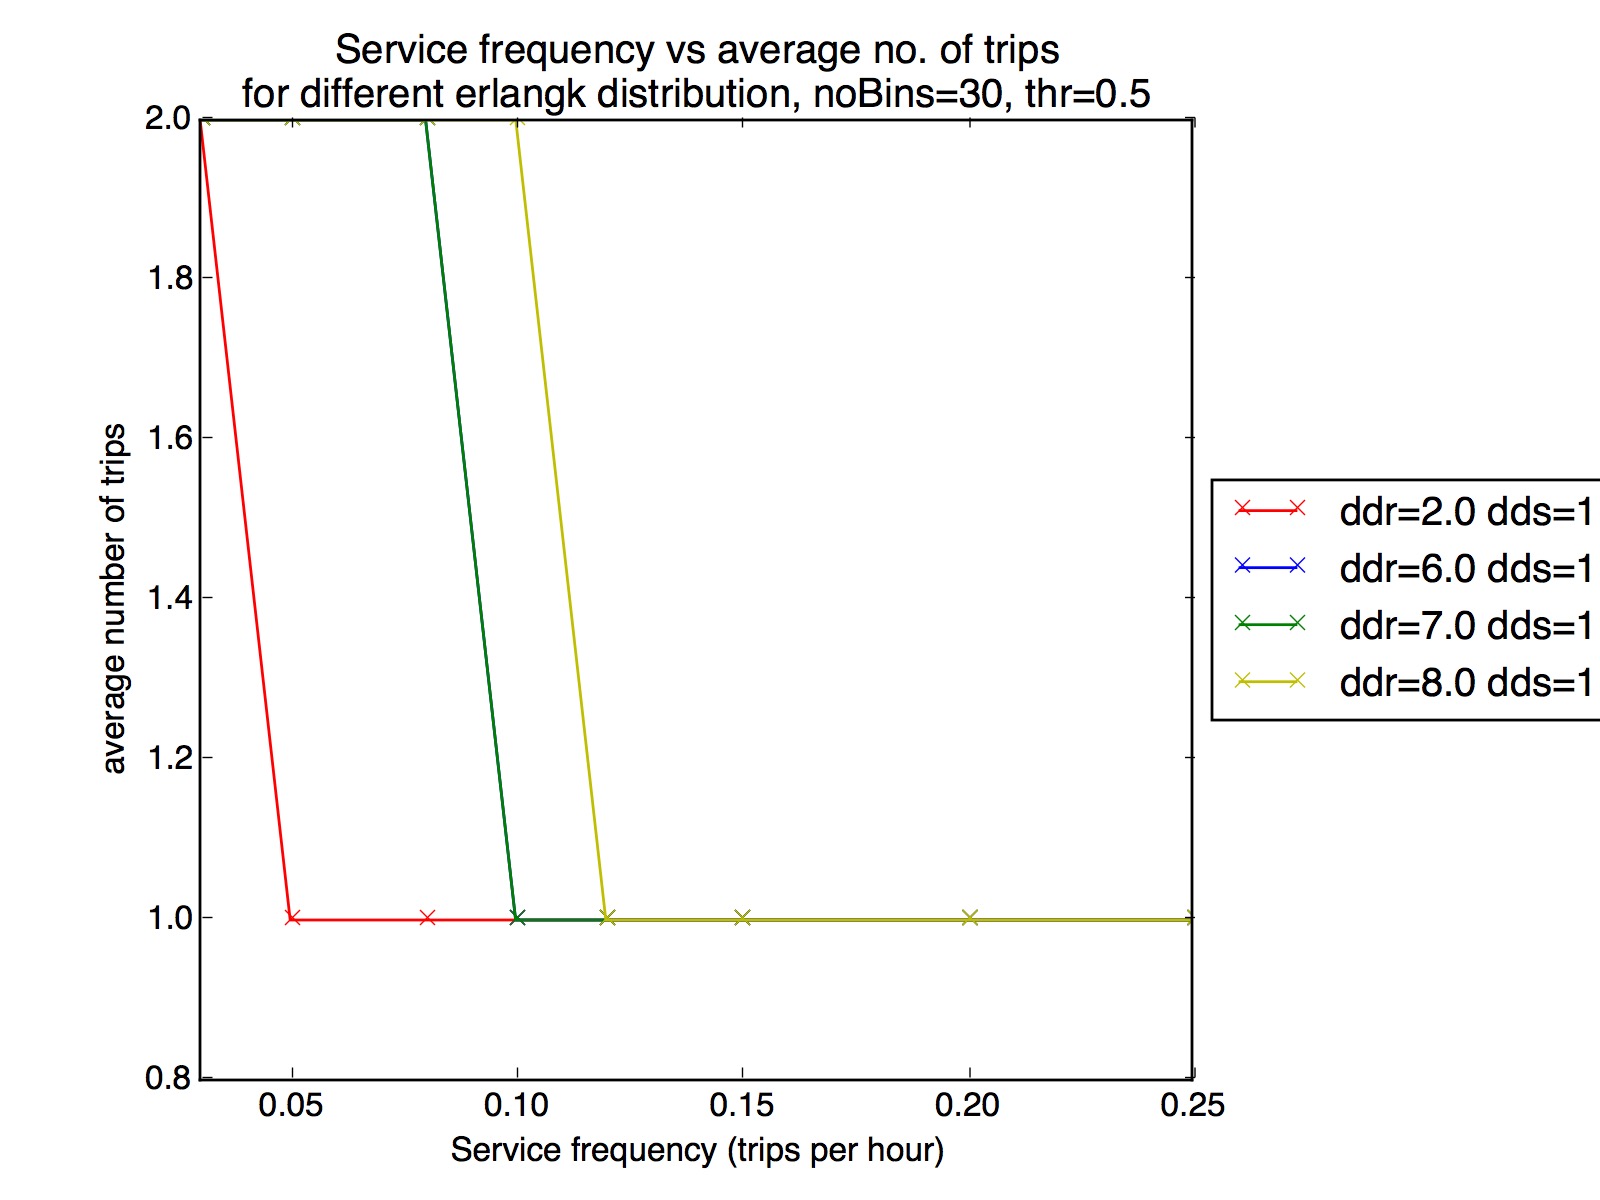 Service frequency vs average no. of trips
for different erlangk distribution, noBins=30, thr=0.5
2.0
1.8
1.6
1.4
1.2
1.0
0.8
average number of trips
0.05 0.10 0.15 0.20 0.25
Service frequency (trips per hour)
ddr=2.0 dds=1
ddr=6.0 dds=1
ddr=7.0 dds=1
ddr=8.0 dds=1